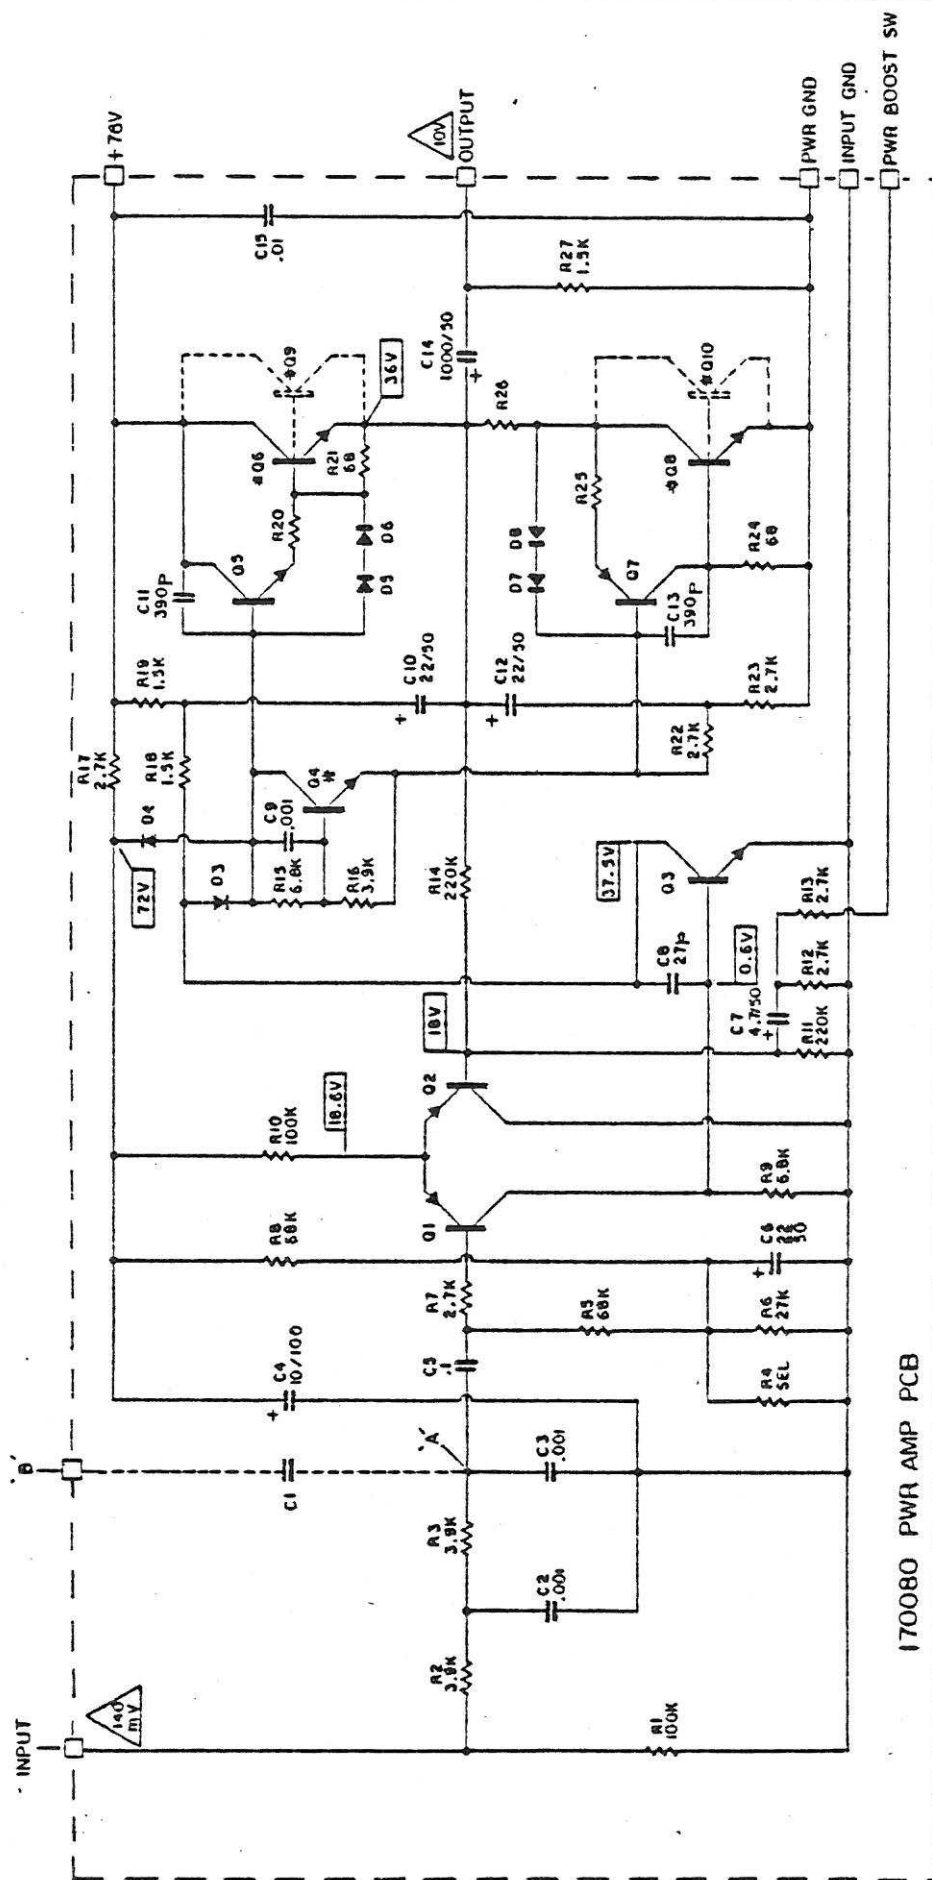 INPUT
'B'
140
mV
R1
100K
R2
3.9K
C2
.001
R3
3.9K
C3
.001
'A'
C1
C4
10/100
+
C5
.1
R4
SEL
R5
68K
R6
27K
R7
2.7K
R8
68K
C6
22
50
+
Q1
R9
6.8K
R10
100K
18.6V
Q2
18V
R11
220K
C7
4.7/50
+
R12
2.7K
R13
2.7K
0.6V
C8
27p
Q3
37.5V
R14
220K
72V
D4
D3
R15
6.8K
R16
3.9K
C9
.001
Q4
#
R17
2.7K
R18
1.5K
R19
1.5K
C10
22/50
+
C12
22/50
+
R22
2.7K
R23
2.7K
C11
390p
Q5
D5
D6
R20
R21
68
#Q6
#Q9
36V
D7
D8
Q7
C13
390p
R24
68
R25
#Q8
#Q10
R26
C14
1000/50
+
R27
1.5K
C15
.01
+76V
10V
OUTPUT
PWR GND
INPUT GND
PWR BOOST SW
170080 PWR AMP PCB